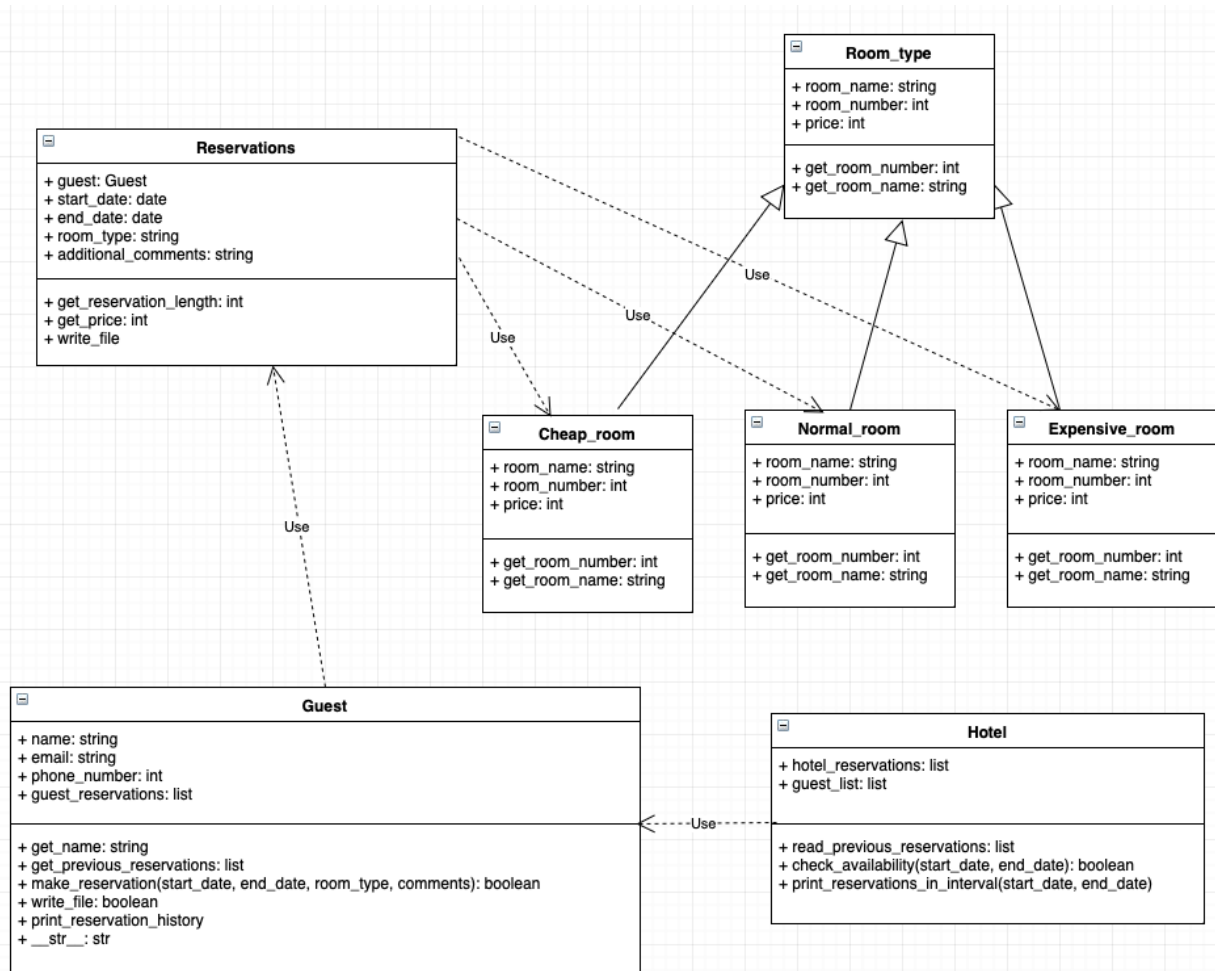 Room_type
+ room_name: string
+ room_number: int
+ price: int
+ get_room_number: int
+ get_room_name: string
Reservations
+ guest: Guest
+ start_date: date
+ end_date: date
+ room_type: string
+ additional_comments: string
+ get_reservation_length: int
+ get_price: int
+ write_file
Use
Use
Use
Cheap_room
+ room_name: string
+ room_number: int
+ price: int
+ get_room_number: int
+ get_room_name: string
Normal_room
+ room_name: string
+ room_number: int
+ price: int
+ get_room_number: int
+ get_room_name: string
Expensive_room
+ room_name: string
+ room_number: int
+ price: int
+ get_room_number: int
+ get_room_name: string
Use
Guest
+ name: string
+ email: string
+ phone_number: int
+ guest_reservations: list
+ get_name: string
+ get_previous_reservations: list
+ make_reservation(start_date, end_date, room_type, comments): boolean
+ write_file: boolean
+ print_reservation_history
+ __str__: str
Use
Hotel
+ hotel_reservations: list
+ guest_list: list
+ read_previous_reservations: list
+ check_availability(start_date, end_date): boolean
+ print_reservations_in_interval(start_date, end_date)